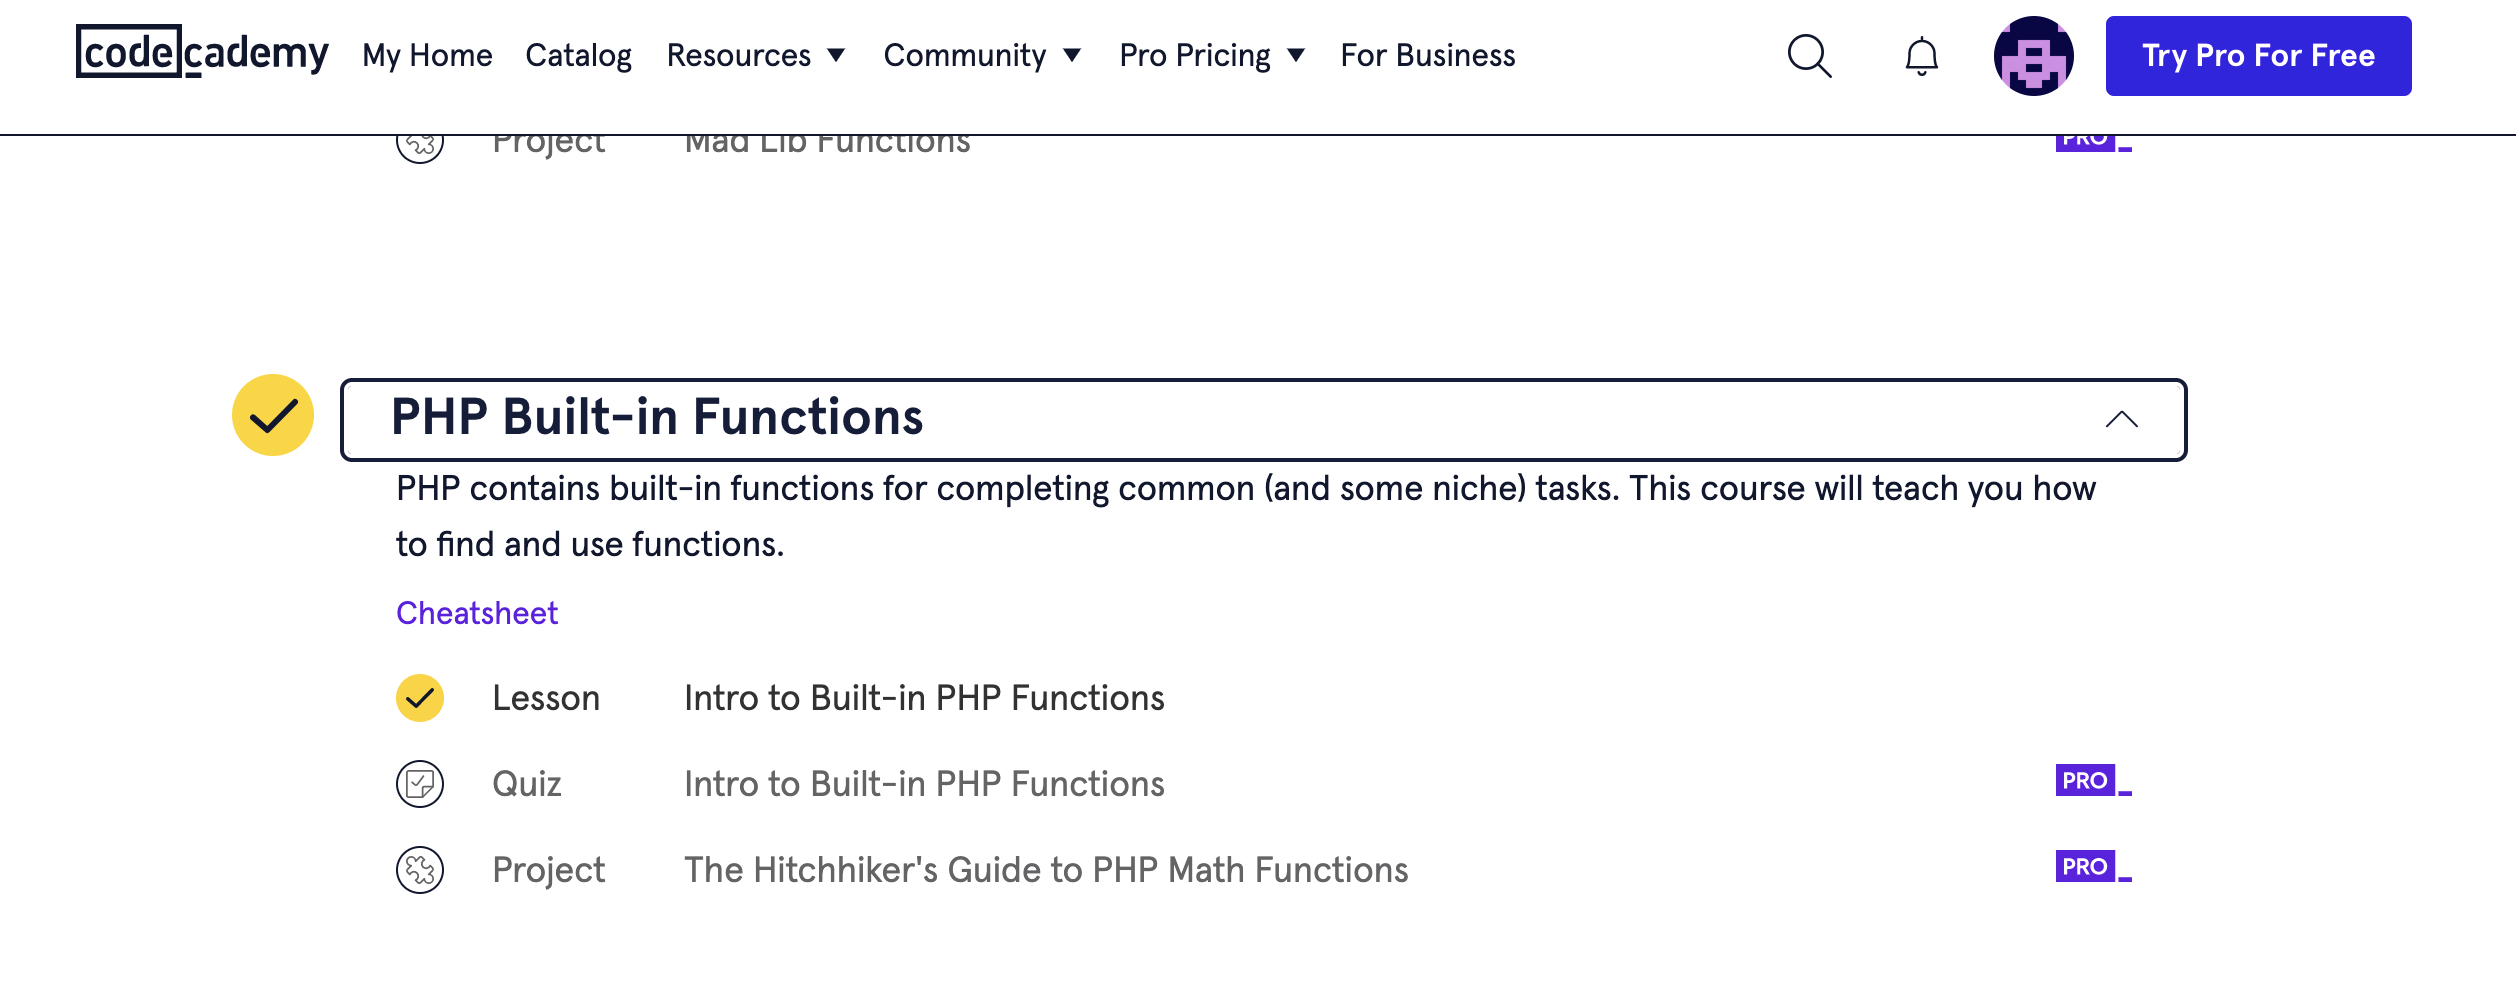 codecademy My Home Catalog Resources Community Pro Pricing For Business Try Pro For Free
Project Mad Lib Functions PRO
PHP Built-in Functions
PHP contains built-in functions for completing common (and some niche) tasks. This course will teach you how
to find and use functions.
Cheatsheet
Lesson Intro to Built-in PHP Functions
Quiz Intro to Built-in PHP Functions PRO
Project The Hitchhiker's Guide to PHP Math Functions PRO